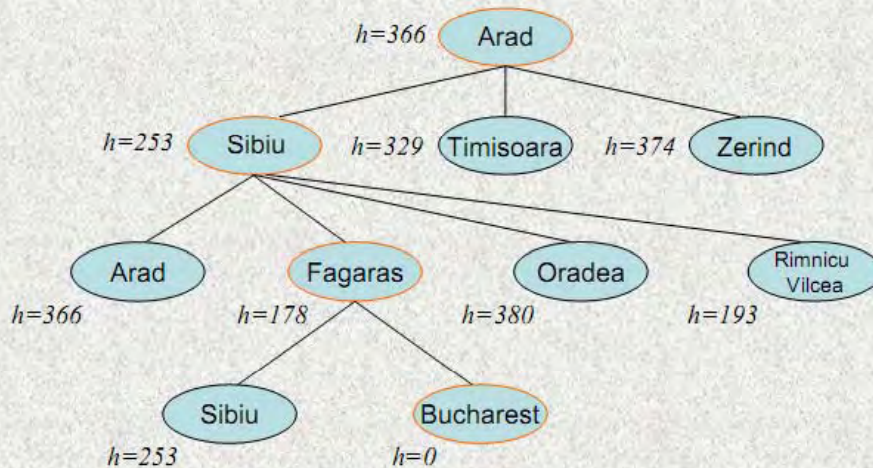 h=366 Arad
h=253 Sibiu h=329 Timisoara h=374 Zerind
Arad Fagaras Oradea Rimnicu
Vilcea
h=366 h=178 h=380 h=193
Sibiu Bucharest
h=253 h=0